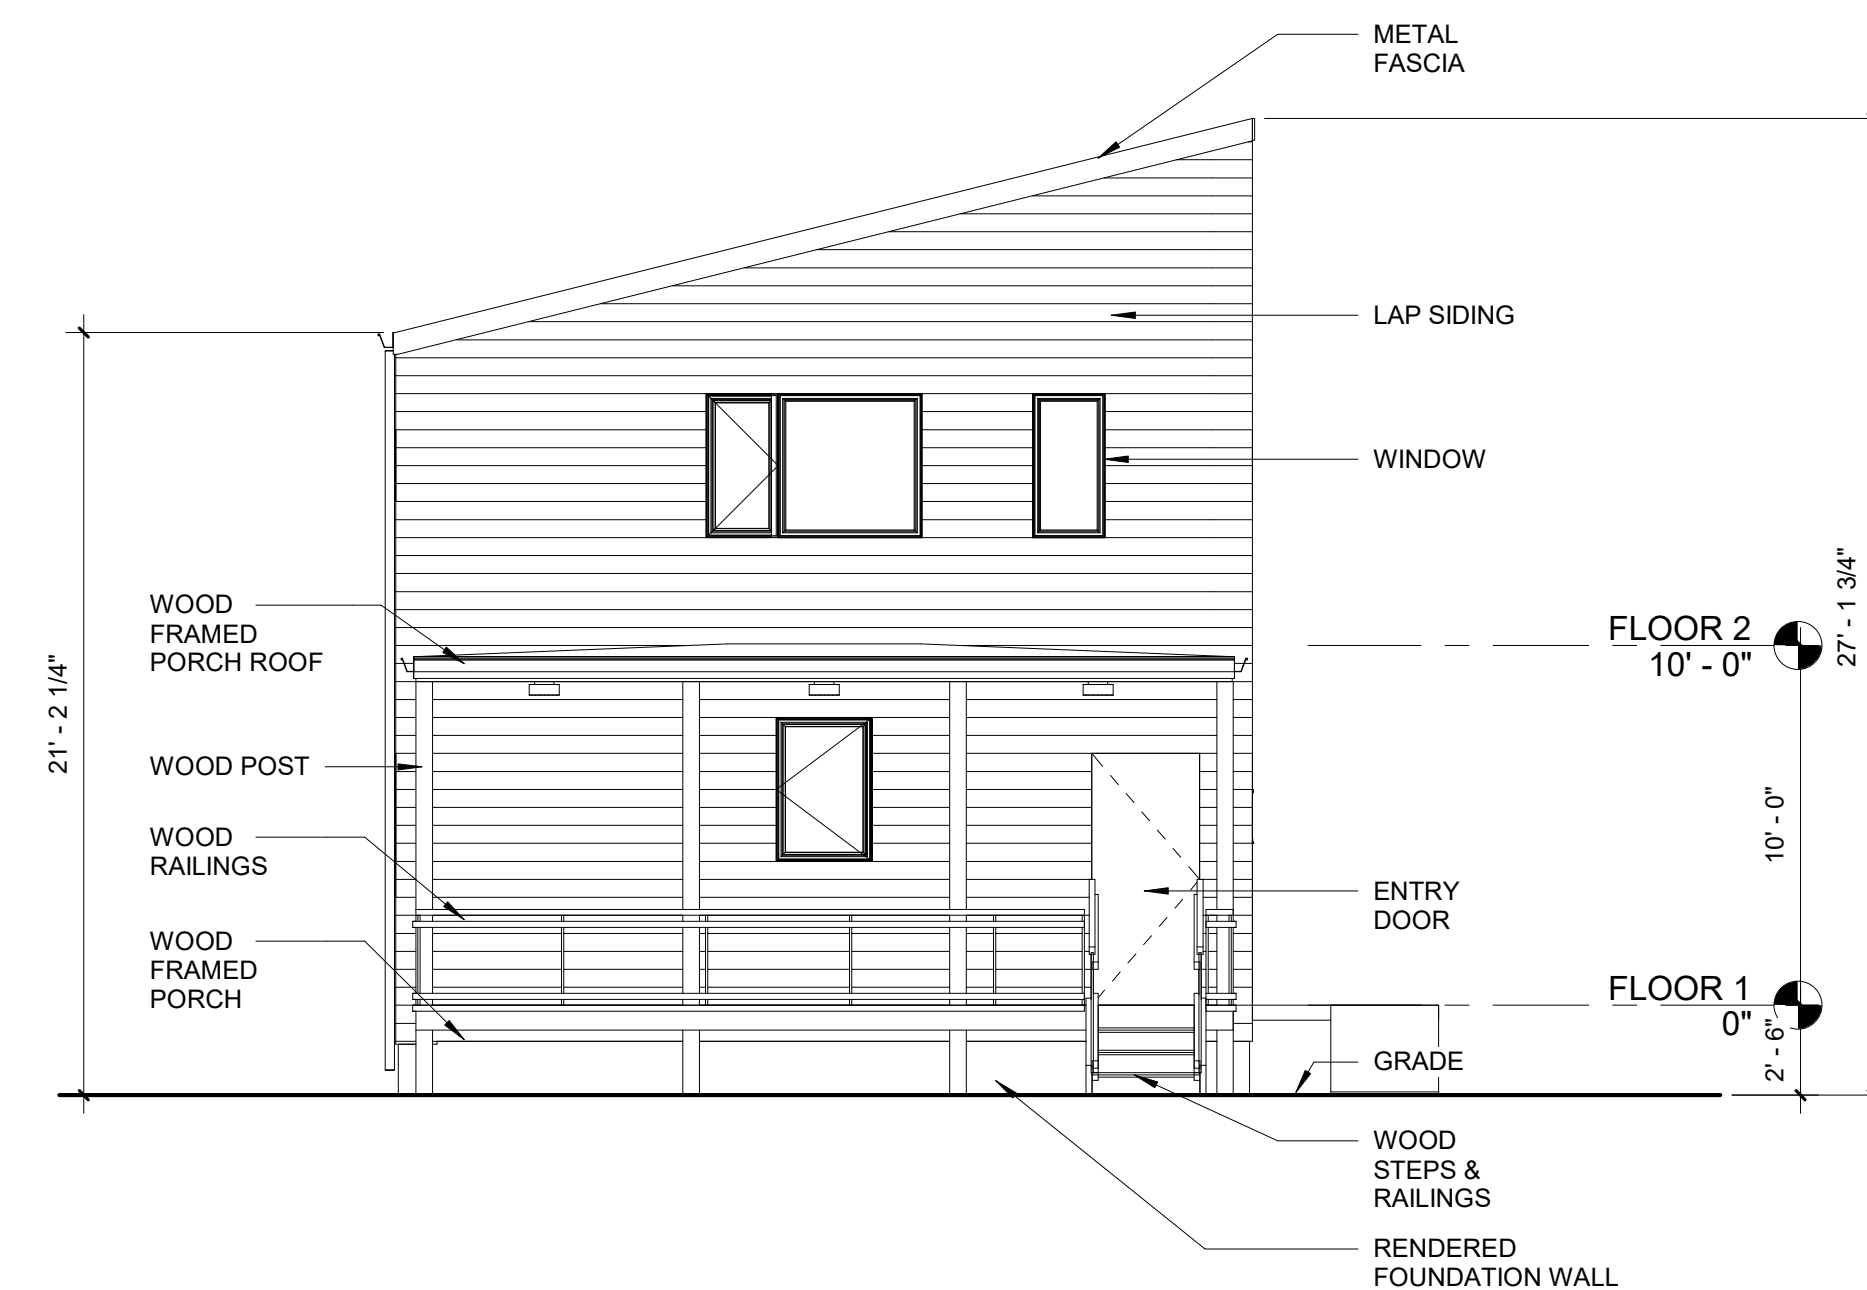 METAL
FASCIA
LAP SIDING
WINDOW
WOOD
FRAMED
PORCH ROOF
FLOOR 2
10' - 0"
27' - 1 3/4"
21' - 2 1/4"
WOOD POST
WOOD
RAILINGS
10' - 0"
ENTRY
DOOR
WOOD
FRAMED
PORCH
FLOOR 1
0"
2' - 6"
GRADE
WOOD
STEPS &
RAILINGS
RENDERED
FOUNDATION WALL